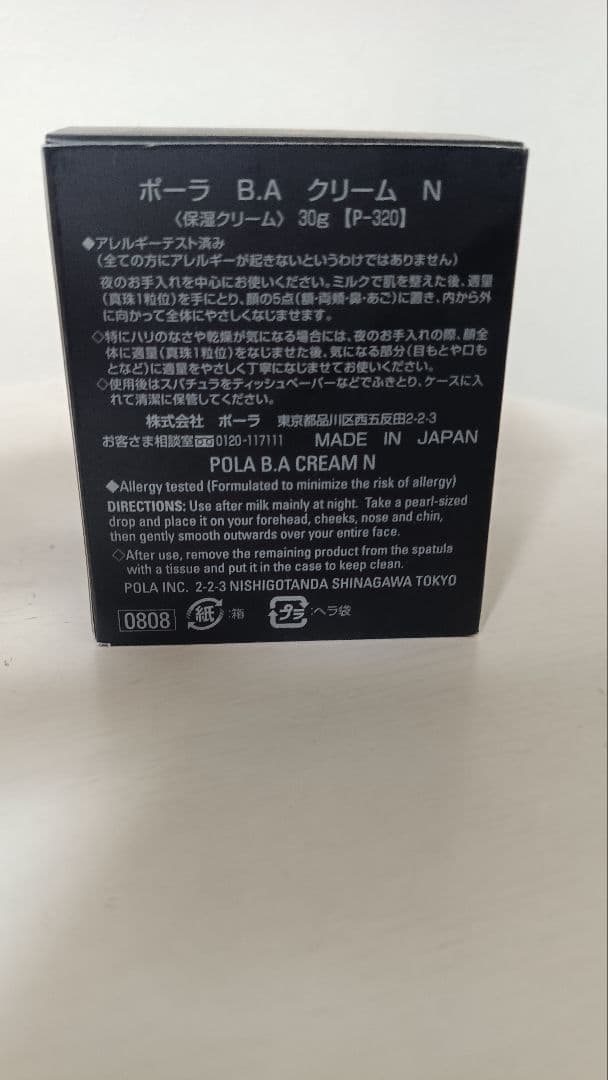 ポーラ B.A クリーム N
〈保湿クリーム〉 30g 【P-320】
◆アレルギーテスト済み
(全ての方にアレルギーが起きないというわけではありません)
夜のお手入れを中心にお使いください。ミルクで肌を整えた後、適量
(真珠1粒位)を手にとり、顔の5点(額・両頬・鼻・あご)に置き、内から外
に向かって全体にやさしくなじませます。
◇特にハリのなさや乾燥が気になる場合には、夜のお手入れの際、顔全
体に適量(真珠1粒位)をなじませた後、気になる部分(目もとや口も
となど)に適量をやさしく丁寧になじませてお使いください。
◇使用後はスパチュラをティッシュペーパーなどでふきとり、ケースに入
れて清潔に保管してください。
株式会社 ポーラ 東京都品川区西五反田2-2-3
お客さま相談室 0120-117111 MADE IN JAPAN
POLA B.A CREAM N
◆Allergy tested (Formulated to minimize the risk of allergy)
DIRECTIONS: Use after milk mainly at night. Take a pearl-sized
drop and place it on your forehead, cheeks, nose and chin,
then gently smooth outwards over your entire face.
◇After use, remove the remaining product from the spatula
with a tissue and put it in the case to keep clean.
POLA INC. 2-2-3 NISHIGOTANDA SHINAGAWA TOKYO
0808 紙:箱 プラ:ヘラ袋